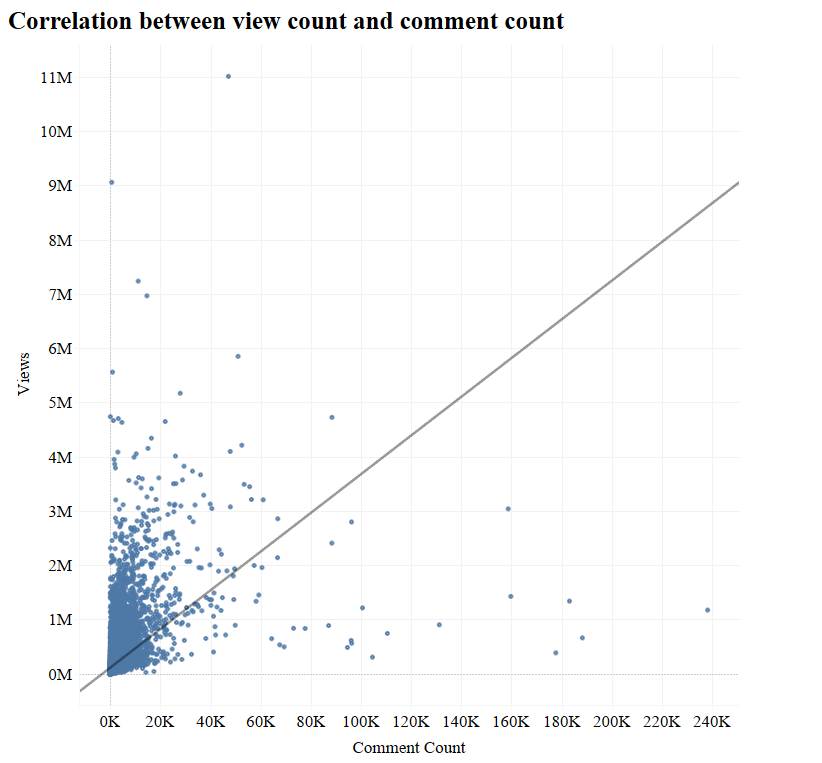 Correlation between view count and comment count
11M
10M
9M
8M
7M
6M
5M
4M
3M
2M
1M
0M
Views
0K 20K 40K 60K 80K 100K 120K 140K 160K 180K 200K 220K 240K
Comment Count